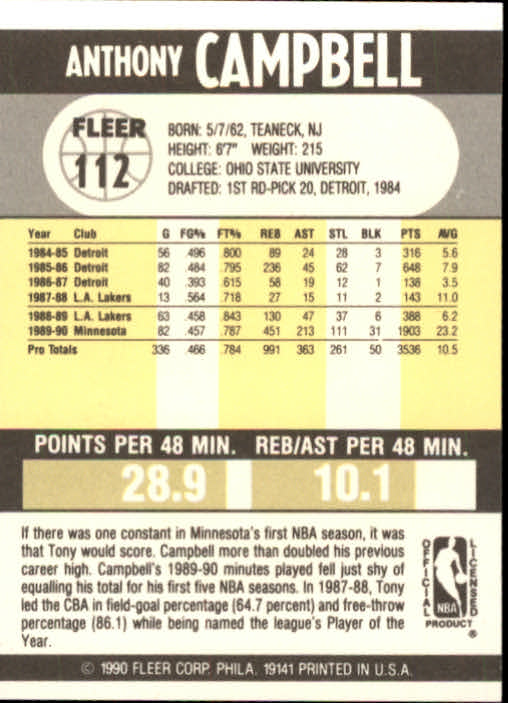 ANTHONY CAMPBELL
FLEER
112
BORN: 5/7/62, TEANECK, NJ
HEIGHT: 6'7" WEIGHT: 215
COLLEGE: OHIO STATE UNIVERSITY
DRAFTED: 1ST RD-PICK 20, DETROIT, 1984
Year Club G FG% FT% REB AST STL BLK PTS AVG
1984-85 Detroit 56 .496 .800 89 24 28 3 316 5.6
1985-86 Detroit 82 .484 .795 236 45 62 7 648 7.9
1986-87 Detroit 40 .393 .615 58 19 12 1 138 3.5
1987-88 L.A. Lakers 13 .564 .718 27 15 11 2 143 11.0
1988-89 L.A. Lakers 63 .458 .843 130 47 37 6 388 6.2
1989-90 Minnesota 82 .457 .787 451 213 111 31 1903 23.2
Pro Totals 336 .466 .784 991 363 261 50 3536 10.5
POINTS PER 48 MIN. REB/AST PER 48 MIN.
28.9 10.1
If there was one constant in Minnesota's first NBA season, it was
that Tony would score. Campbell more than doubled his previous
career high. Campbell's 1989-90 minutes played fell just shy of
equalling his total for his first five NBA seasons. In 1987-88, Tony
led the CBA in field-goal percentage (64.7 percent) and free-throw
percentage (86.1) while being named the league's Player of the
Year.
OFFICIAL
LICENSED
NBA
PRODUCT
®
© 1990 FLEER CORP. PHILA. 19141 PRINTED IN U.S.A.